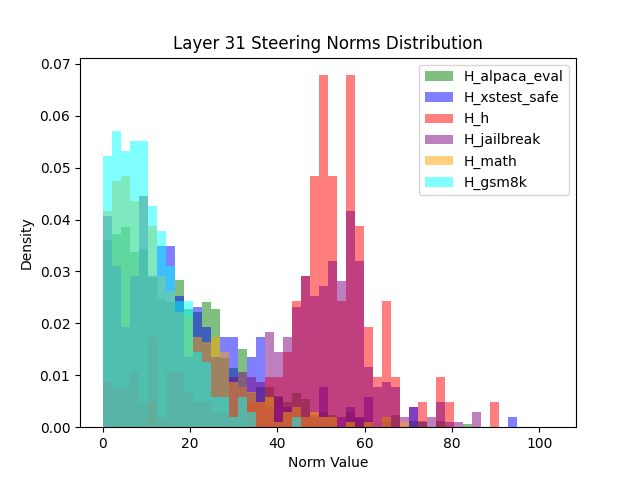 Layer 31 Steering Norms Distribution
0.07
0.06
0.05
0.04
0.03
0.02
0.01
0.00
Density
H_alpaca_eval
H_xstest_safe
H_h
H_jailbreak
H_math
H_gsm8k
0 20 40 60 80 100
Norm Value